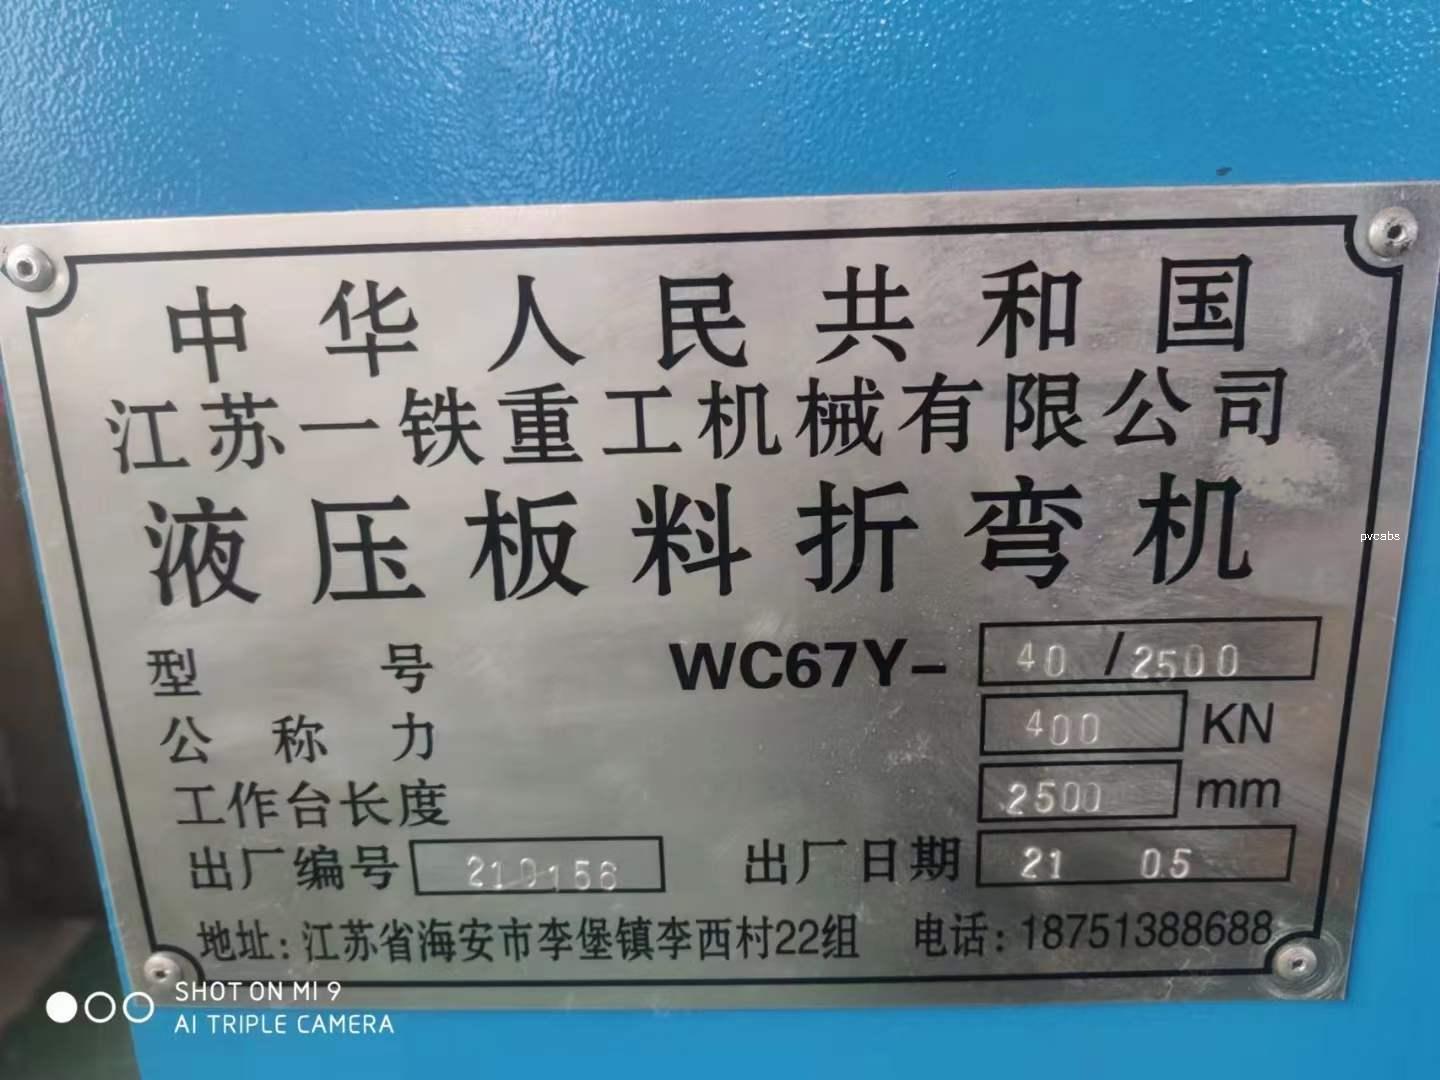 中华人民共和国
江苏一铁重工机械有限公司
液压板料折弯机
pvcabs
型号 WC67Y- 40 / 2500
公称力 400 KN
工作台长度 2500 mm
出厂编号 210156 出厂日期 21 05
地址: 江苏省海安市李堡镇李西村22组 电话: 18751388688
SHOT ON MI 9
AI TRIPLE CAMERA